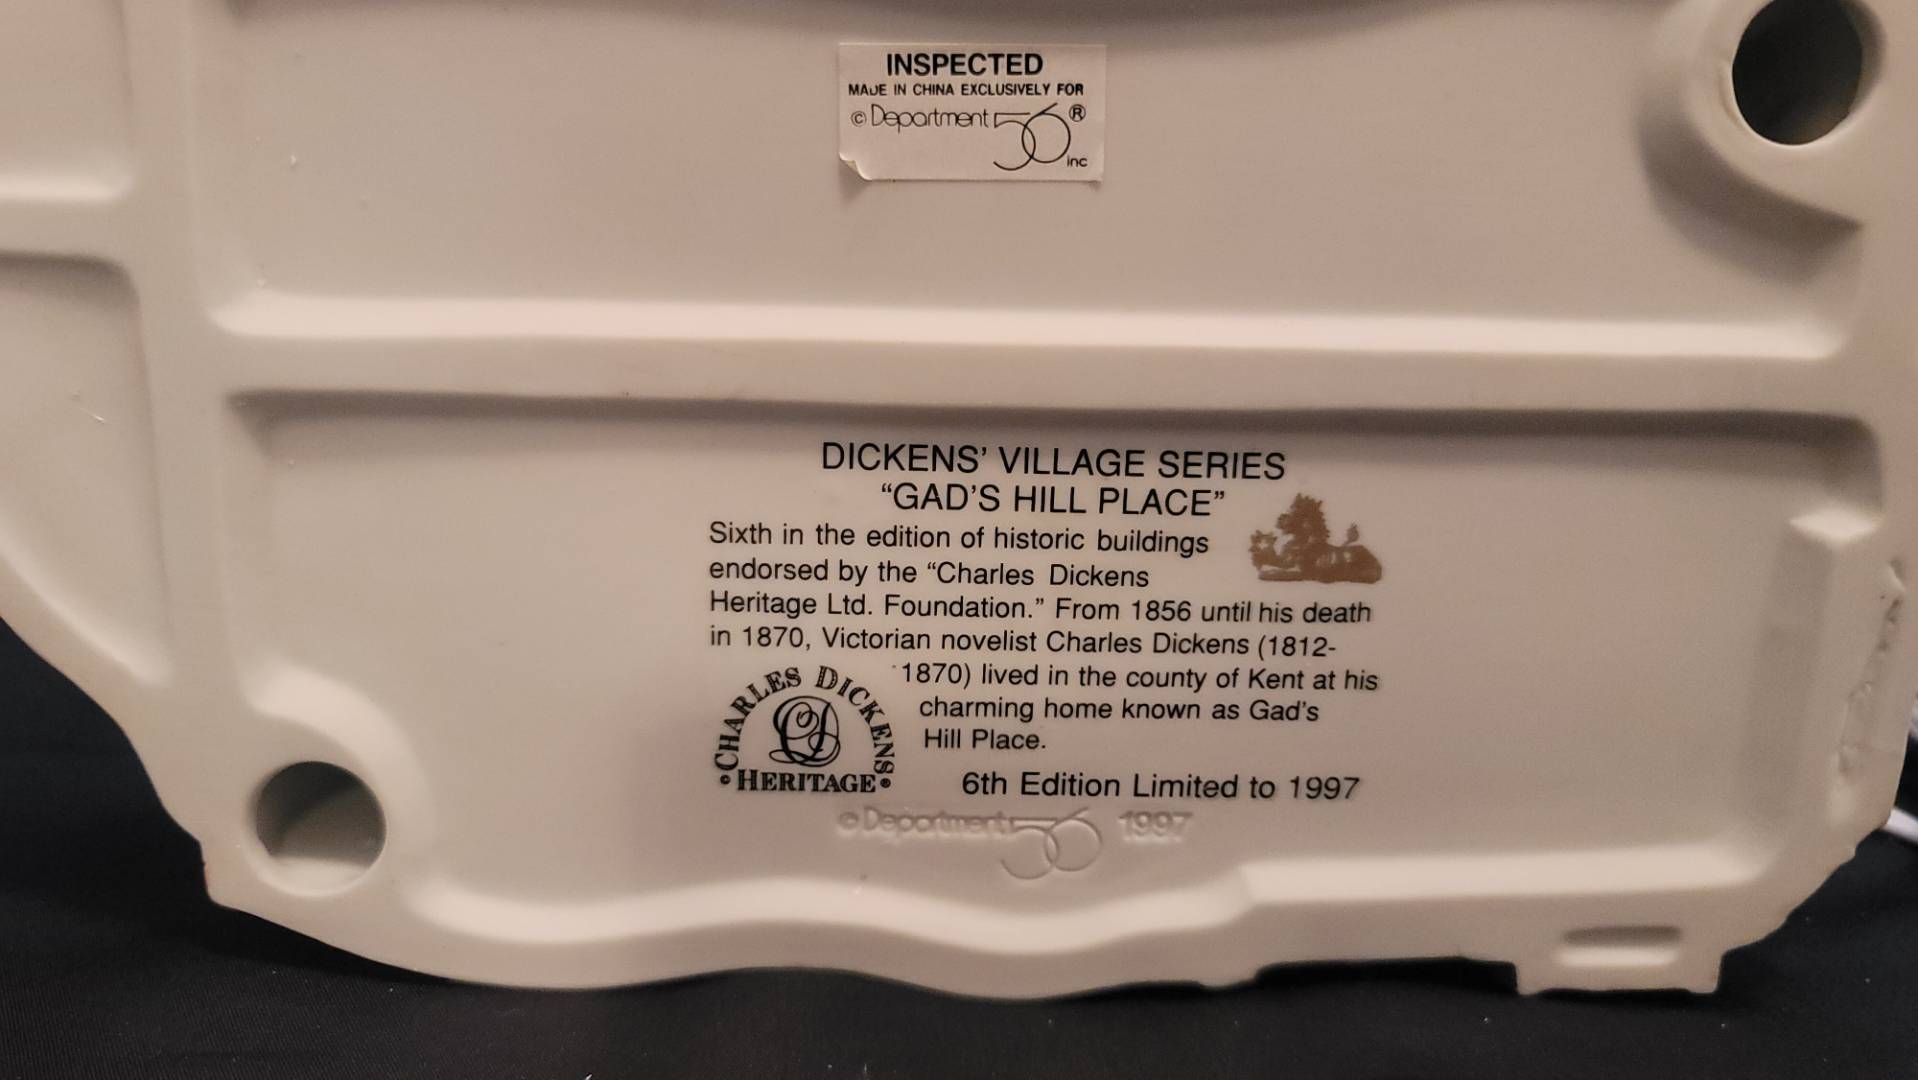 INSPECTED
MADE IN CHINA EXCLUSIVELY FOR
© Department 56 ®
inc
DICKENS' VILLAGE SERIES
“GAD'S HILL PLACE”
Sixth in the edition of historic buildings
endorsed by the “Charles Dickens
Heritage Ltd. Foundation.” From 1856 until his death
in 1870, Victorian novelist Charles Dickens (1812-
1870) lived in the county of Kent at his
charming home known as Gad's
Hill Place.
• CHARLES DICKENS •
HERITAGE
CD
6th Edition Limited to 1997
© Department 56 1997